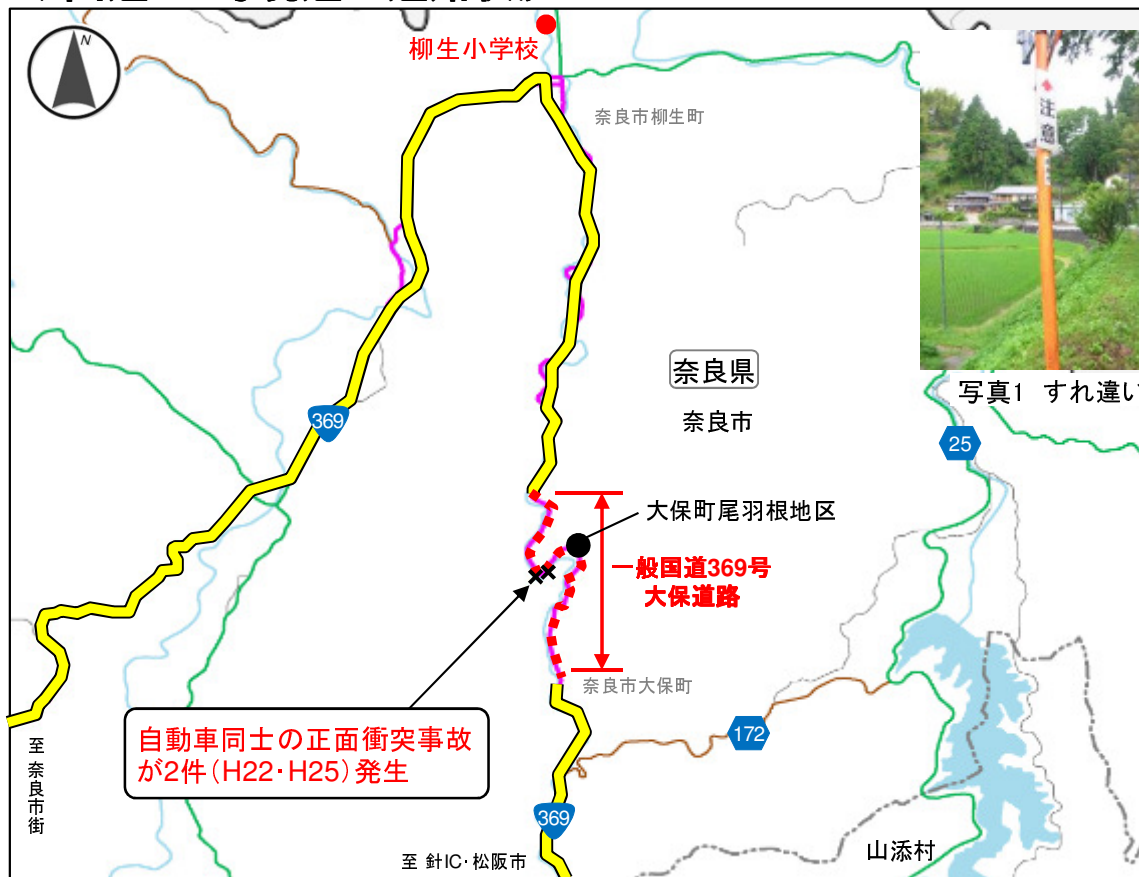 N
柳生小学校
奈良市柳生町
注意
写真1 すれ違い
奈良県
奈良市
369
25
大保町尾羽根地区
一般国道369号
大保道路
奈良市大保町
自動車同士の正面衝突事故
が2件(H22・H25)発生
172
至 奈良市街
369
至 針IC・松阪市
山添村